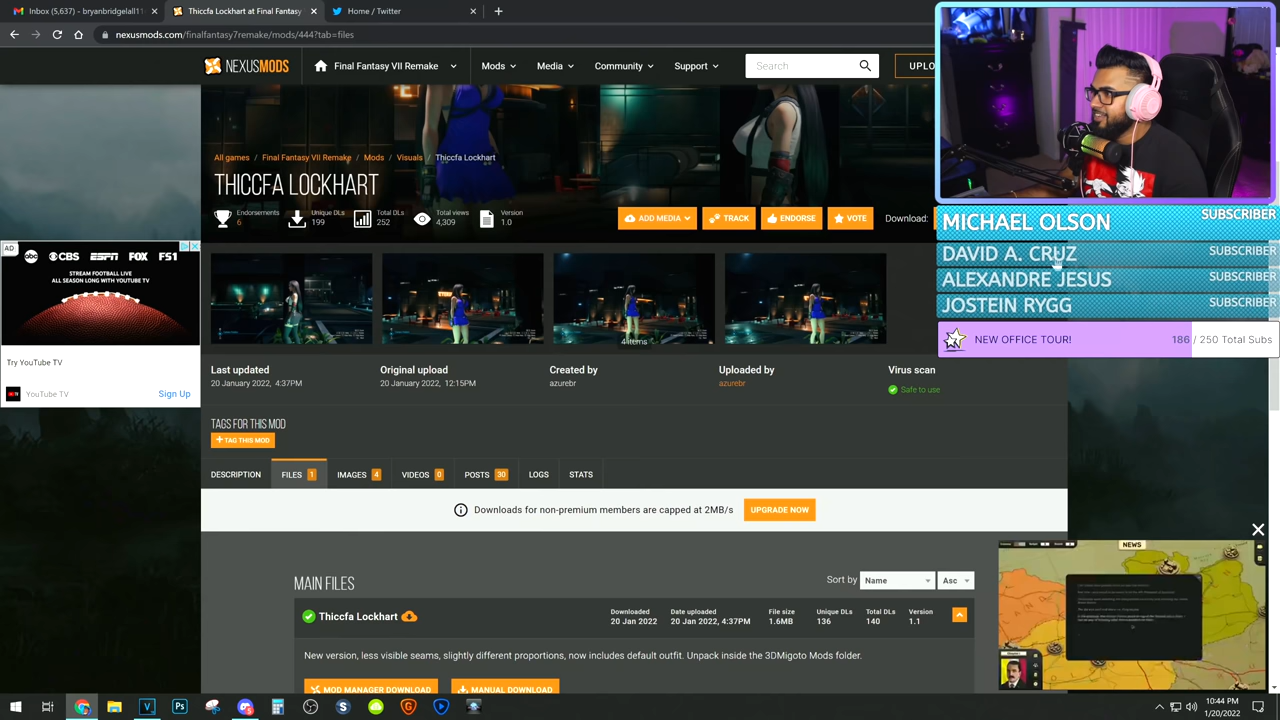 Inbox (5,637) - bryanbridgeall11
Thiccfa Lockhart at Final Fantasy
Home / Twitter
nexusmods.com/finalfantasy7remake/mods/444?tab=files
NEXUSMODS
Final Fantasy VII Remake
Mods
Media
Community
Support
Search
UPLO
All games / Final Fantasy VII Remake / Mods / Visuals / Thiccfa Lockhart
THICCFA LOCKHART
Endorsements
6
Unique DLs
199
Total DLs
252
Total views
4,309
Version
1.0
ADD MEDIA
TRACK
ENDORSE
VOTE
Download:
MICHAEL OLSON SUBSCRIBER
DAVID A. CRUZ SUBSCRIBER
ALEXANDRE JESUS SUBSCRIBER
JOSTEIN RYGG SUBSCRIBER
NEW OFFICE TOUR! 186 / 250 Total Subs
AD
abc CBS ESPN FOX FS1
STREAM FOOTBALL LIVE
ALL SEASON LONG WITH YOUTUBE TV
Try YouTube TV
YouTube TV
Sign Up
4 items
Last updated
20 January 2022, 4:37PM
Original upload
20 January 2022, 12:15PM
Created by
azurebr
Uploaded by
azurebr
Virus scan
Safe to use
TAGS FOR THIS MOD
+ TAG THIS MOD
DESCRIPTION
FILES 1
IMAGES 4
VIDEOS 0
POSTS 30
LOGS
STATS
Downloads for non-premium members are capped at 2MB/s
UPGRADE NOW
MAIN FILES
Sort by Name Asc
Thiccfa Loc
Downloaded
20 Jan 202
Date uploaded
, 4:37PM
File size
1.6MB
Unique DLs
136
Total DLs
140
Version
1.1
New version, less visible seams, slightly different proportions, now includes default outfit. Unpack inside the 3DMigoto Mods folder.
MOD MANAGER DOWNLOAD
MANUAL DOWNLOAD
NEWS
10:44 PM
1/20/2022